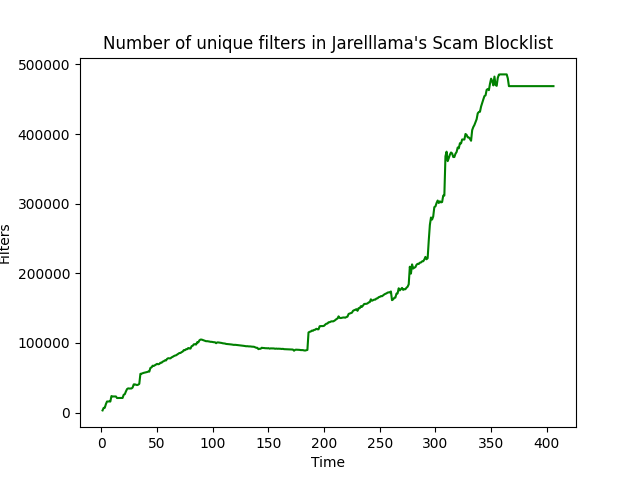 Number of unique filters in Jarelllama's Scam Blocklist
500000
400000
300000
200000
100000
0
Filters
0 50 100 150 200 250 300 350 400
Time